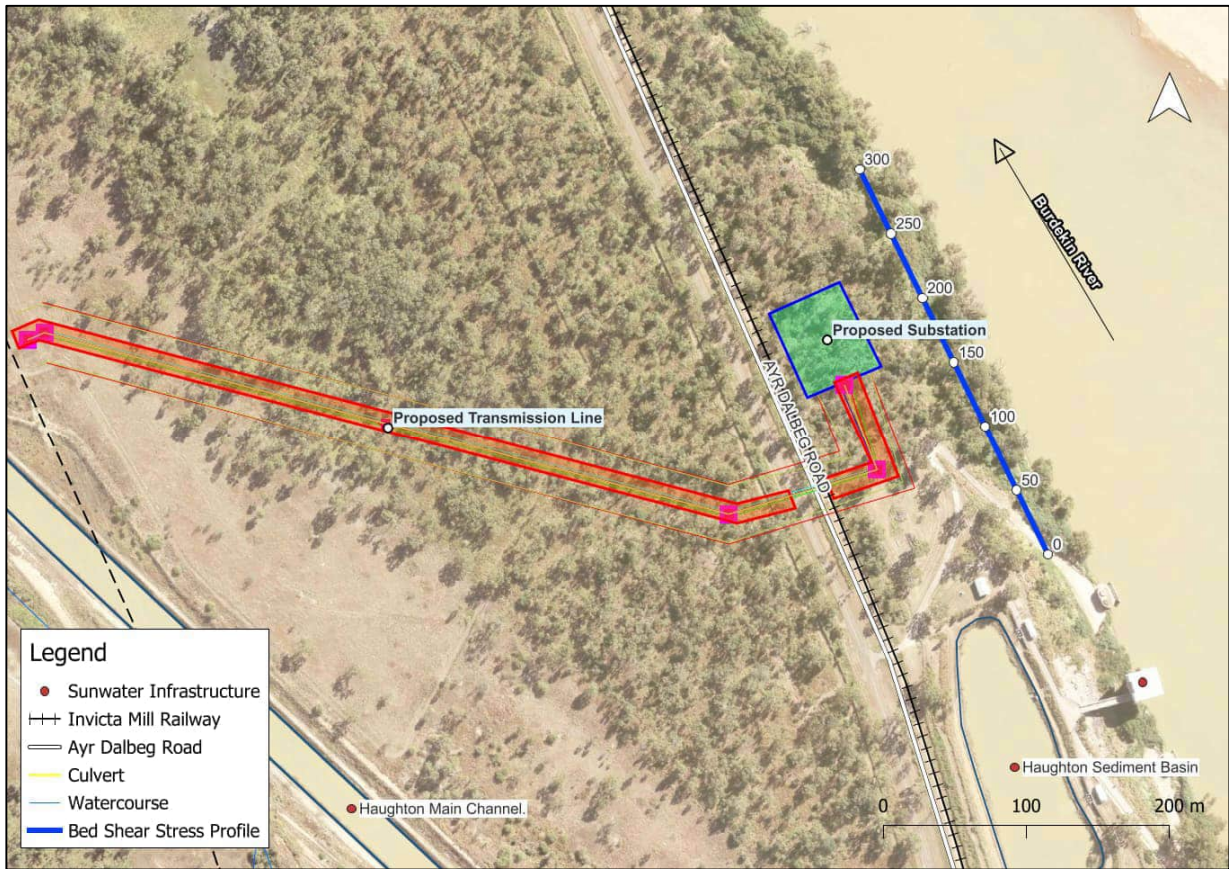 300
250
Burdekin River
200
Proposed Substation
150
AYR DALBEG ROAD
Proposed Transmission Line
100
50
0
Legend
Sunwater Infrastructure
Invicta Mill Railway
Ayr Dalbeg Road
Culvert
Watercourse
Bed Shear Stress Profile
Haughton Main Channel.
Haughton Sediment Basin
0 100 200 m